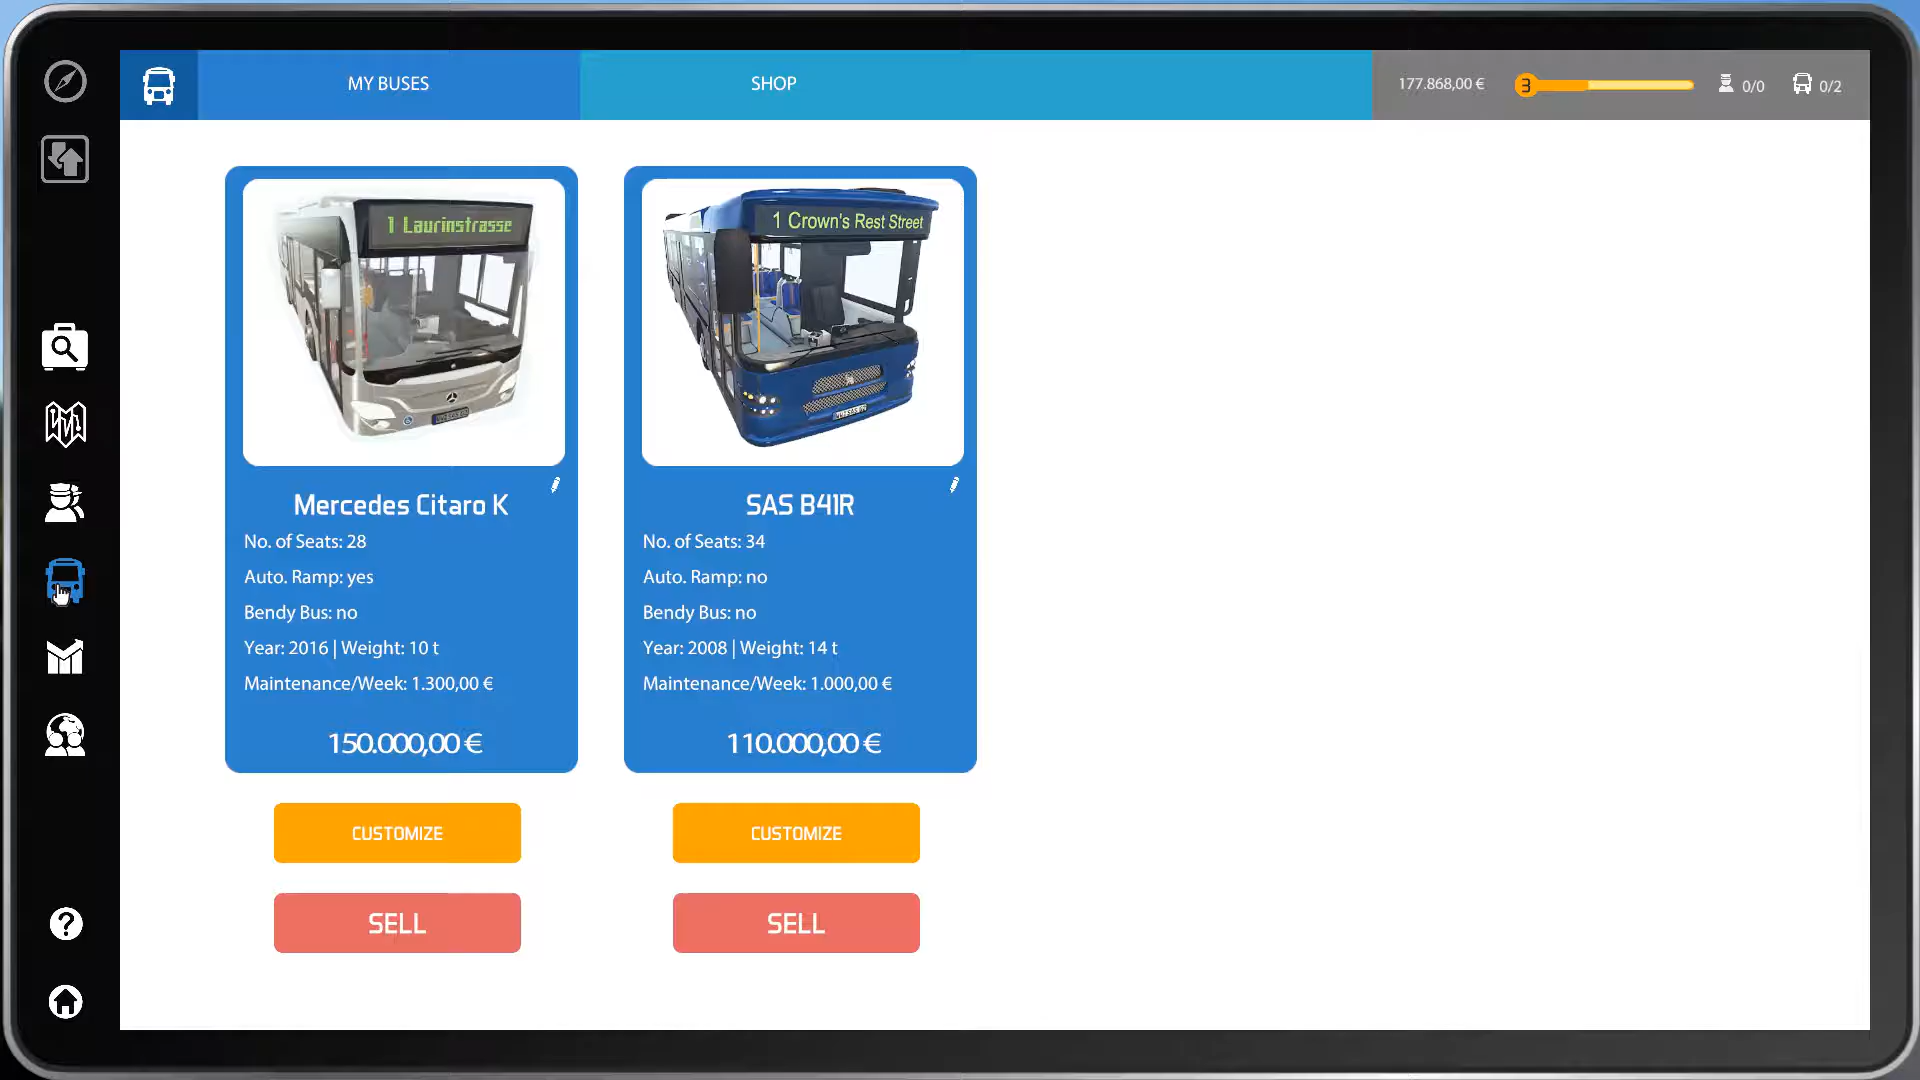 MY BUSES
SHOP
177.868,00 €
3
0/0
0/2
1 Laurinstrasse
1 Crown's Rest Street
Mercedes Citaro K
No. of Seats: 28
Auto. Ramp: yes
Bendy Bus: no
Year: 2016 | Weight: 10 t
Maintenance/Week: 1.300,00 €
150.000,00 €
CUSTOMIZE
SELL
SAS B41R
No. of Seats: 34
Auto. Ramp: no
Bendy Bus: no
Year: 2008 | Weight: 14 t
Maintenance/Week: 1.000,00 €
110.000,00 €
CUSTOMIZE
SELL
?